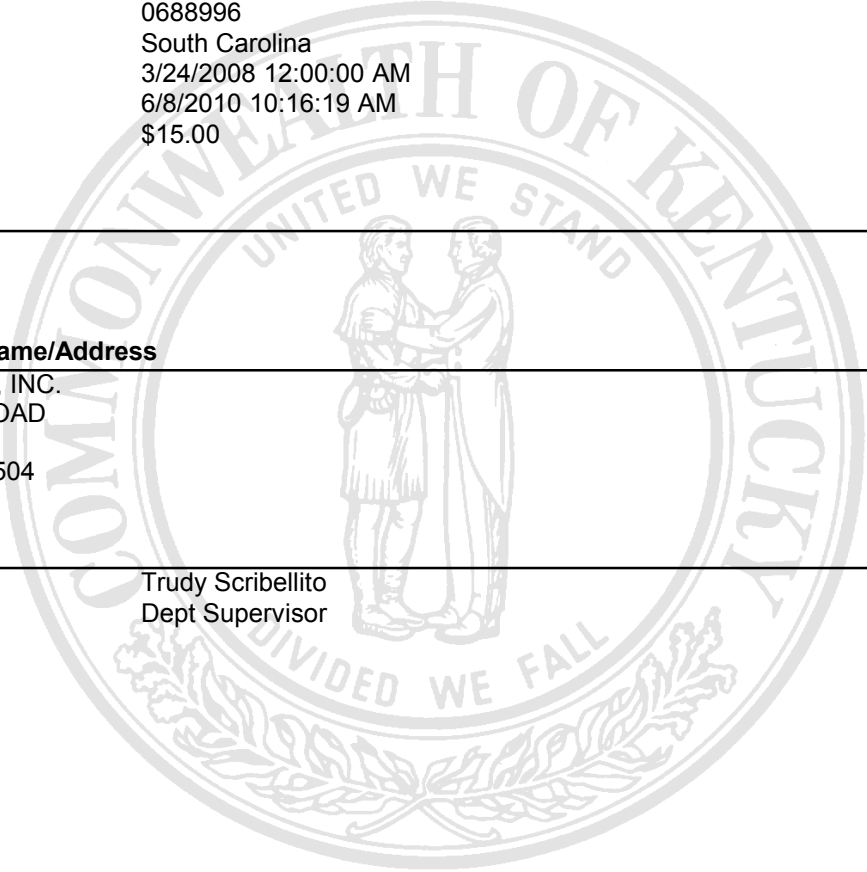 0688996
South Carolina
3/24/2008 12:00:00 AM
6/8/2010 10:16:19 AM
$15.00
COMMONWEALTH OF KENTUCKY
UNITED WE STAND
ame/Address
, INC.
OAD
504
Trudy Scribellito
Dept Supervisor
DIVIDED WE FALL